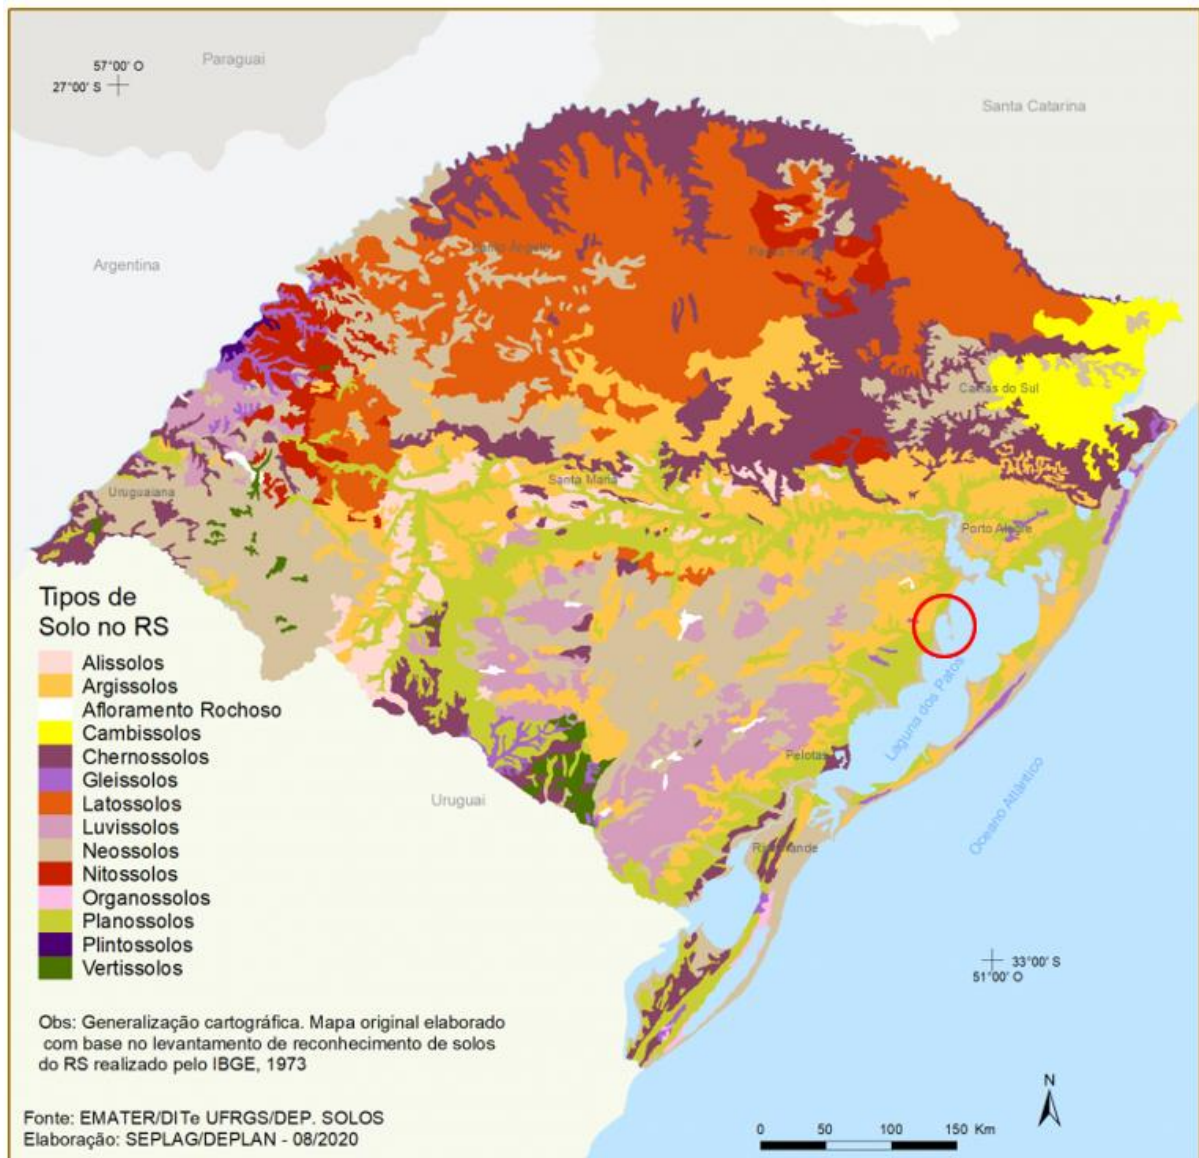 57°00' O
27°00' S
Paraguai
Santa Catarina
Argentina
Santo Ângelo
Passo Fundo
Caxias do Sul
Uruguaiana
Santa Maria
Porto Alegre
Tipos de
Solo no RS
Alissolos
Argissolos
Afloramento Rochoso
Cambissolos
Chernossolos
Gleissolos
Latossolos
Luvissolos
Neossolos
Nitossolos
Organossolos
Planossolos
Plintossolos
Vertissolos
Laguna dos Patos
Pelotas
Uruguai
Oceano Atlântico
Rio Grande
33°00' S
51°00' O
Obs: Generalização cartográfica. Mapa original elaborado
com base no levantamento de reconhecimento de solos
do RS realizado pelo IBGE, 1973
Fonte: EMATER/DITe UFRGS/DEP. SOLOS
Elaboração: SEPLAG/DEPLAN - 08/2020
N
0 50 100 150 Km